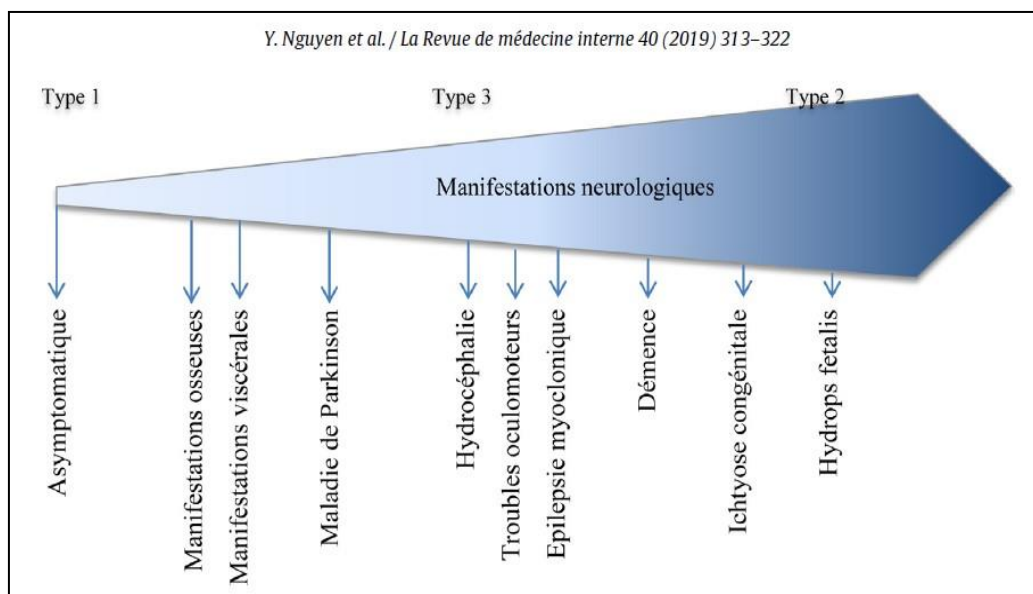 Y. Nguyen et al. / La Revue de médecine interne 40 (2019) 313–322
Type 1
Type 3
Type 2
Manifestations neurologiques
Asymptomatique
Manifestations osseuses
Manifestations viscérales
Maladie de Parkinson
Hydrocéphalie
Troubles oculomoteurs
Epilepsie myoclonique
Démence
Ichtyose congénitale
Hydrops fetalis